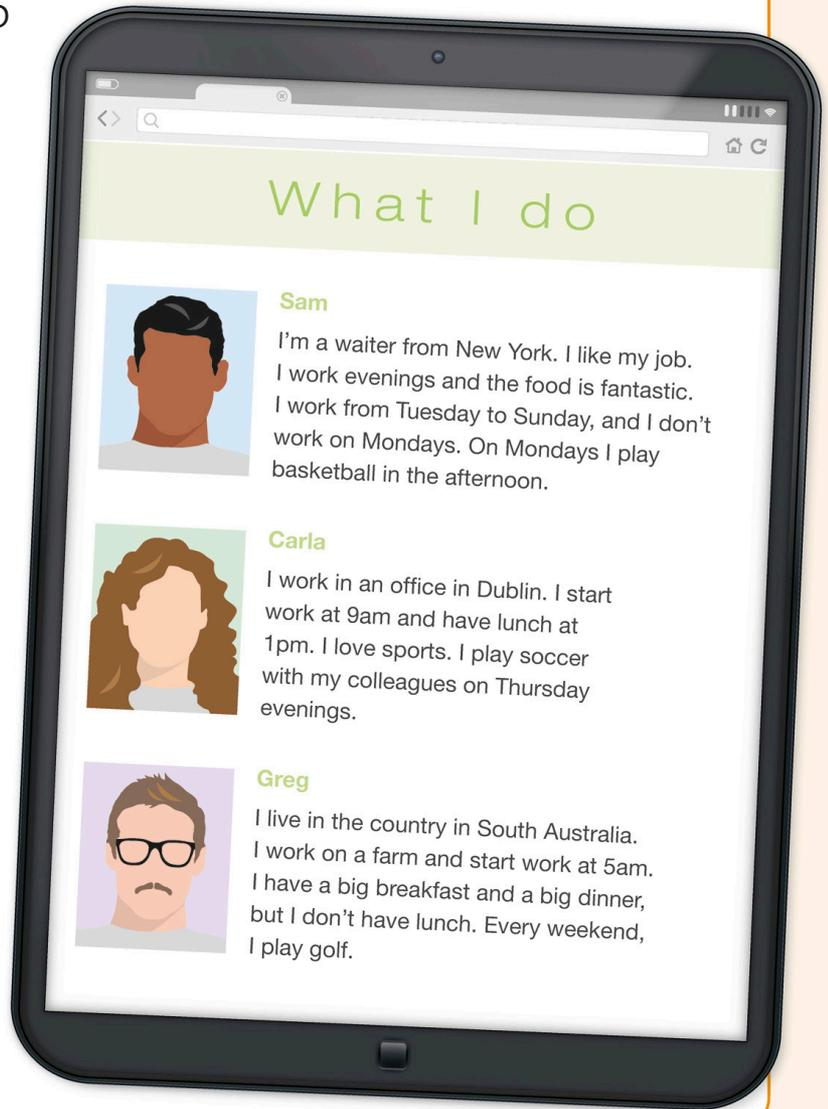 What I do
Sam
I'm a waiter from New York. I like my job.
I work evenings and the food is fantastic.
I work from Tuesday to Sunday, and I don't
work on Mondays. On Mondays I play
basketball in the afternoon.
Carla
I work in an office in Dublin. I start
work at 9am and have lunch at
1pm. I love sports. I play soccer
with my colleagues on Thursday
evenings.
Greg
I live in the country in South Australia.
I work on a farm and start work at 5am.
I have a big breakfast and a big dinner,
but I don't have lunch. Every weekend,
I play golf.